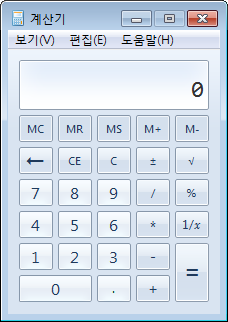 계산기
보기(V) 편집(E) 도움말(H)
0
MC MR MS M+ M-
← CE C ± √
7 8 9 / %
4 5 6 * 1/x
1 2 3 - =
0 . +